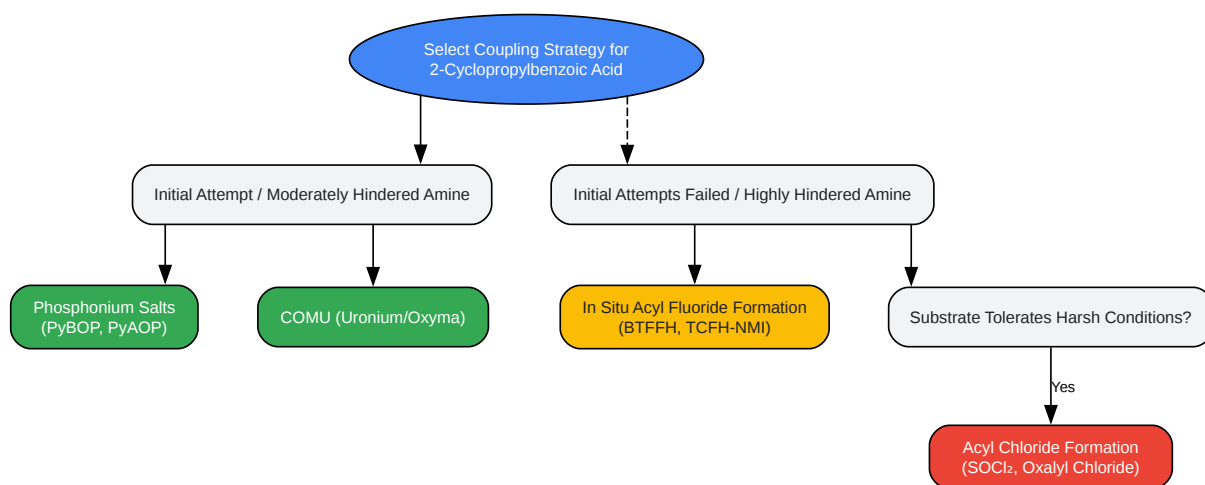 Select Coupling Strategy for
2-Cyclopropylbenzoic Acid
Initial Attempt / Moderately Hindered Amine
Initial Attempts Failed / Highly Hindered Amine
Phosphonium Salts
(PyBOP, PyAOP)
COMU (Uronium/Oxyma)
In Situ Acyl Fluoride Formation
(BTFFH, TCFH-NMI)
Substrate Tolerates Harsh Conditions?
Yes
Acyl Chloride Formation
(SOCl₂, Oxalyl Chloride)